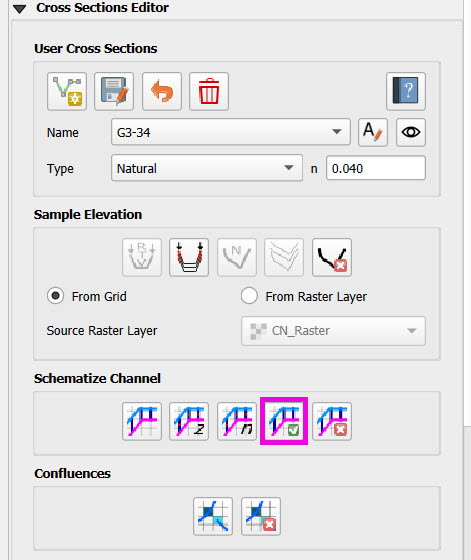 Cross Sections Editor
User Cross Sections
?
Name G3-34 A
Type Natural n 0.040
Sample Elevation
R T N
From Grid From Raster Layer
Source Raster Layer CN_Raster
Schematize Channel
z n
Confluences